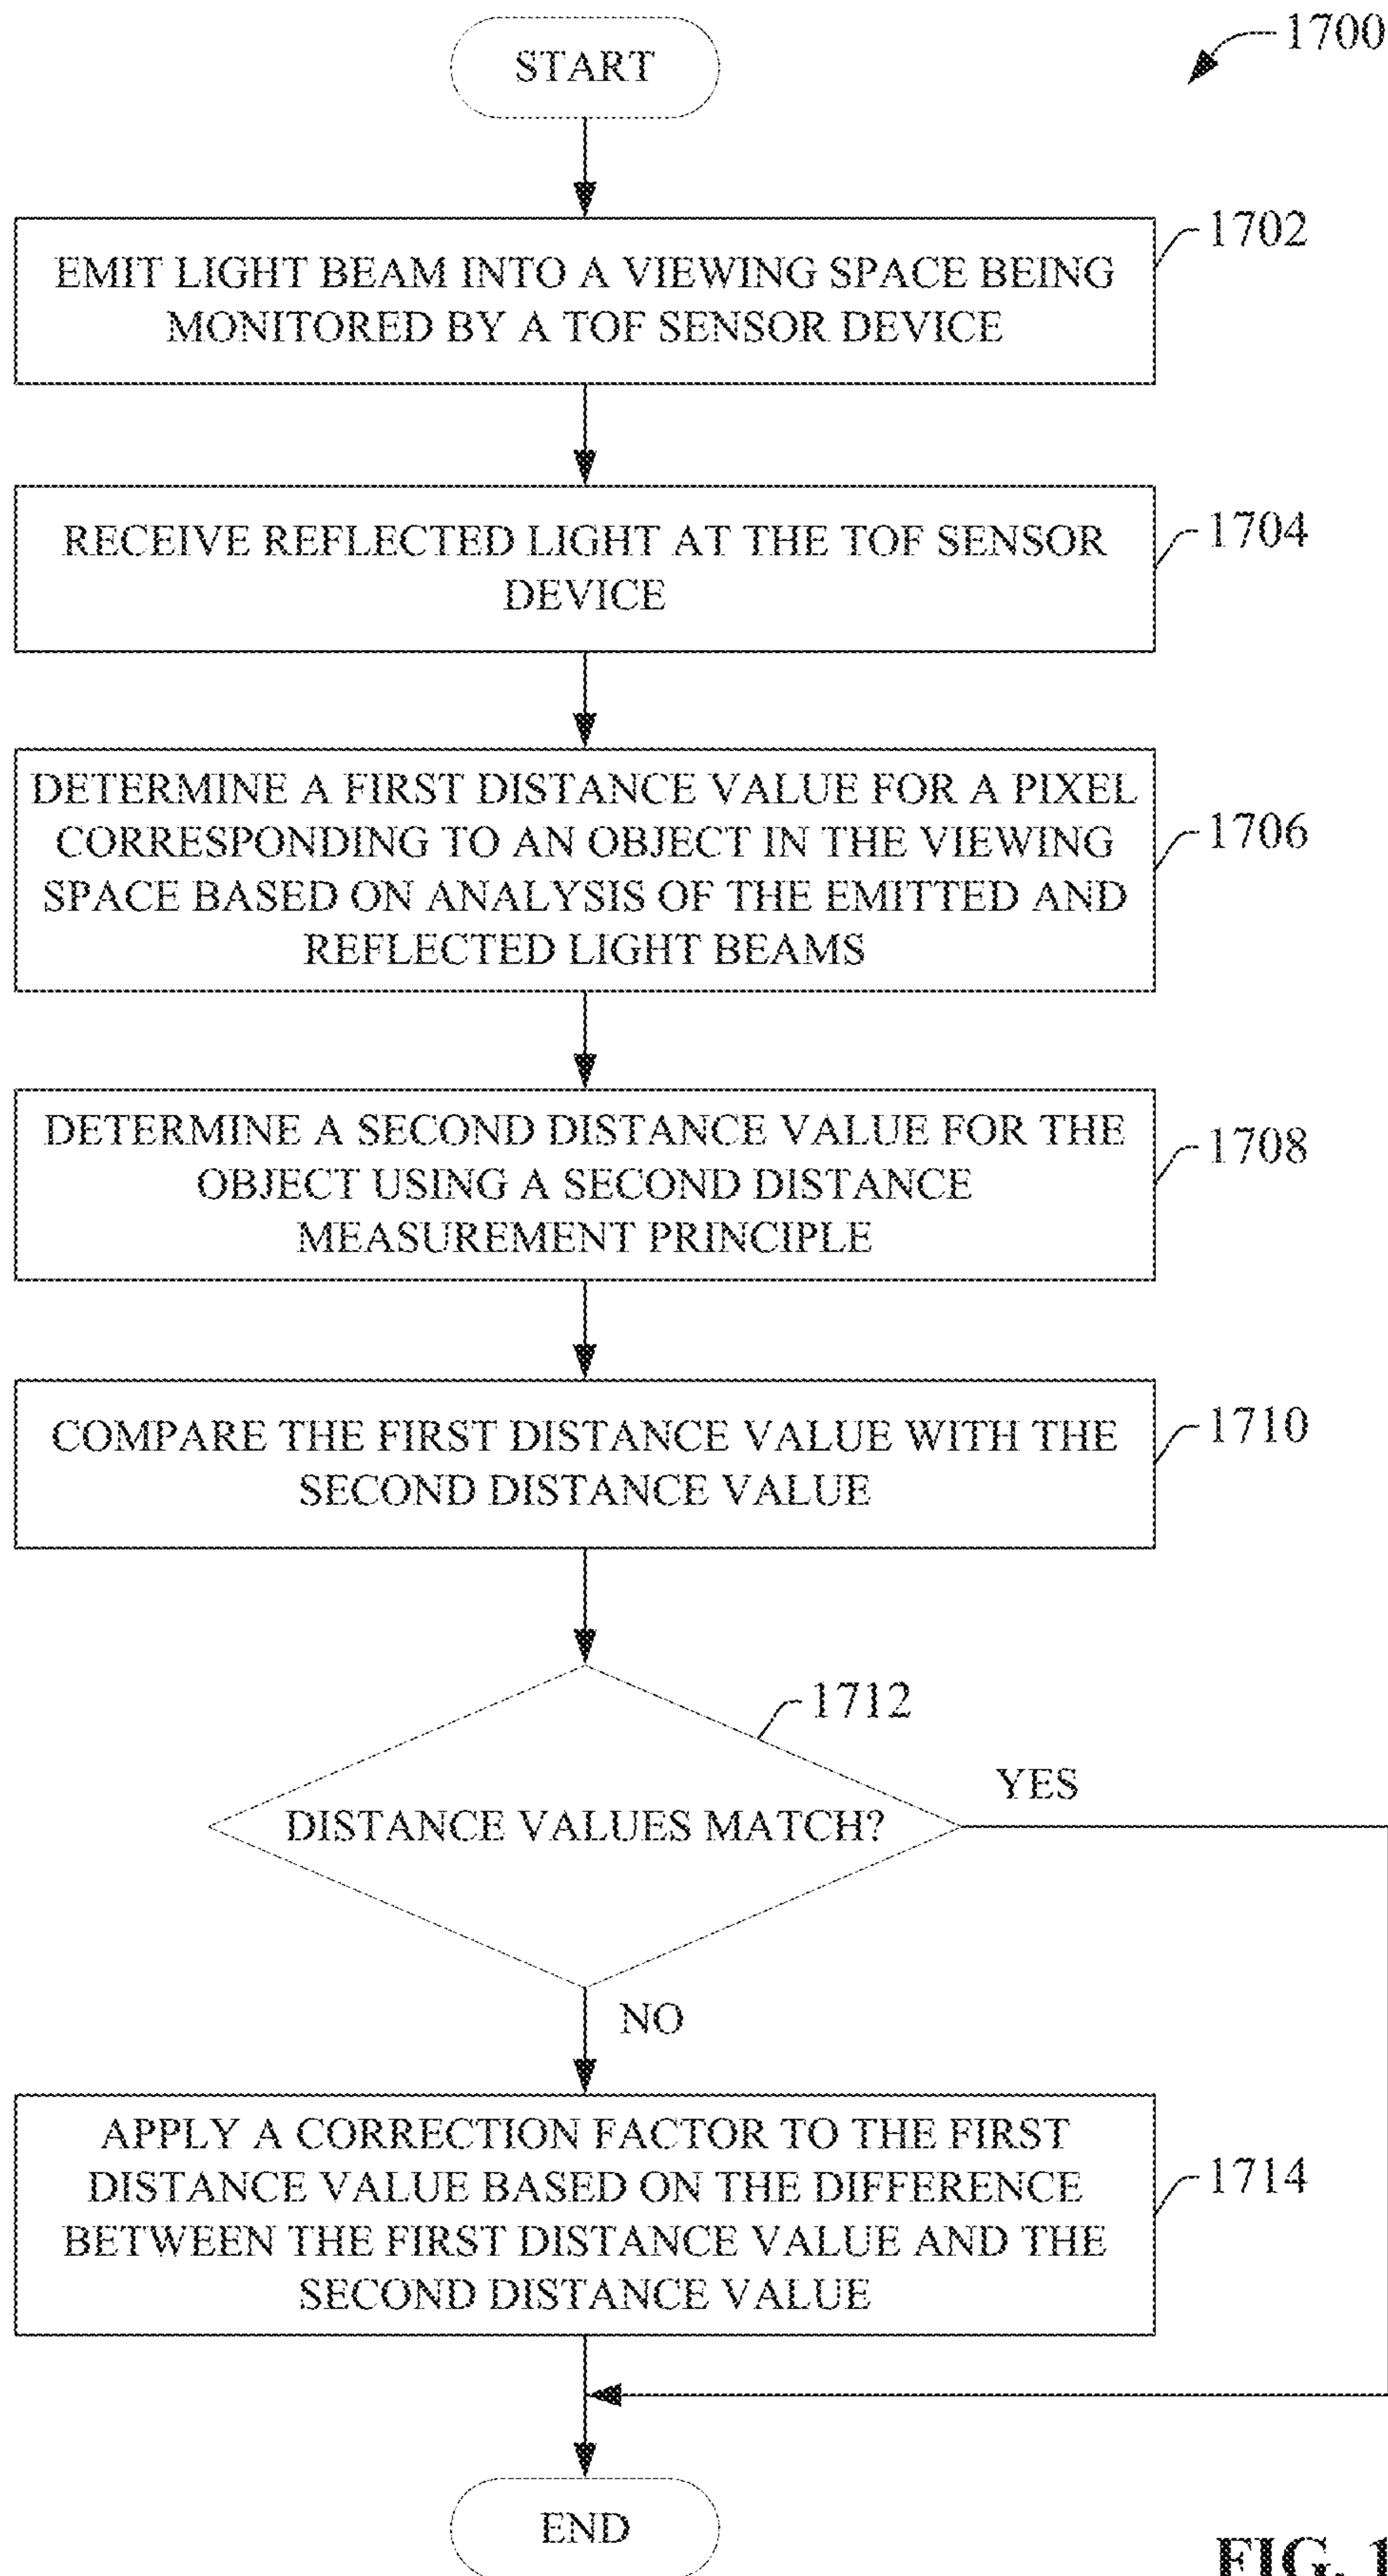 START
1700
EMIT LIGHT BEAM INTO A VIEWING SPACE BEING
MONITORED BY A TOF SENSOR DEVICE
1702
RECEIVE REFLECTED LIGHT AT THE TOF SENSOR
DEVICE
1704
DETERMINE A FIRST DISTANCE VALUE FOR A PIXEL
CORRESPONDING TO AN OBJECT IN THE VIEWING
SPACE BASED ON ANALYSIS OF THE EMITTED AND
REFLECTED LIGHT BEAMS
1706
DETERMINE A SECOND DISTANCE VALUE FOR THE
OBJECT USING A SECOND DISTANCE
MEASUREMENT PRINCIPLE
1708
COMPARE THE FIRST DISTANCE VALUE WITH THE
SECOND DISTANCE VALUE
1710
1712
DISTANCE VALUES MATCH?
YES
NO
APPLY A CORRECTION FACTOR TO THE FIRST
DISTANCE VALUE BASED ON THE DIFFERENCE
BETWEEN THE FIRST DISTANCE VALUE AND THE
SECOND DISTANCE VALUE
1714
END
FIG. 1